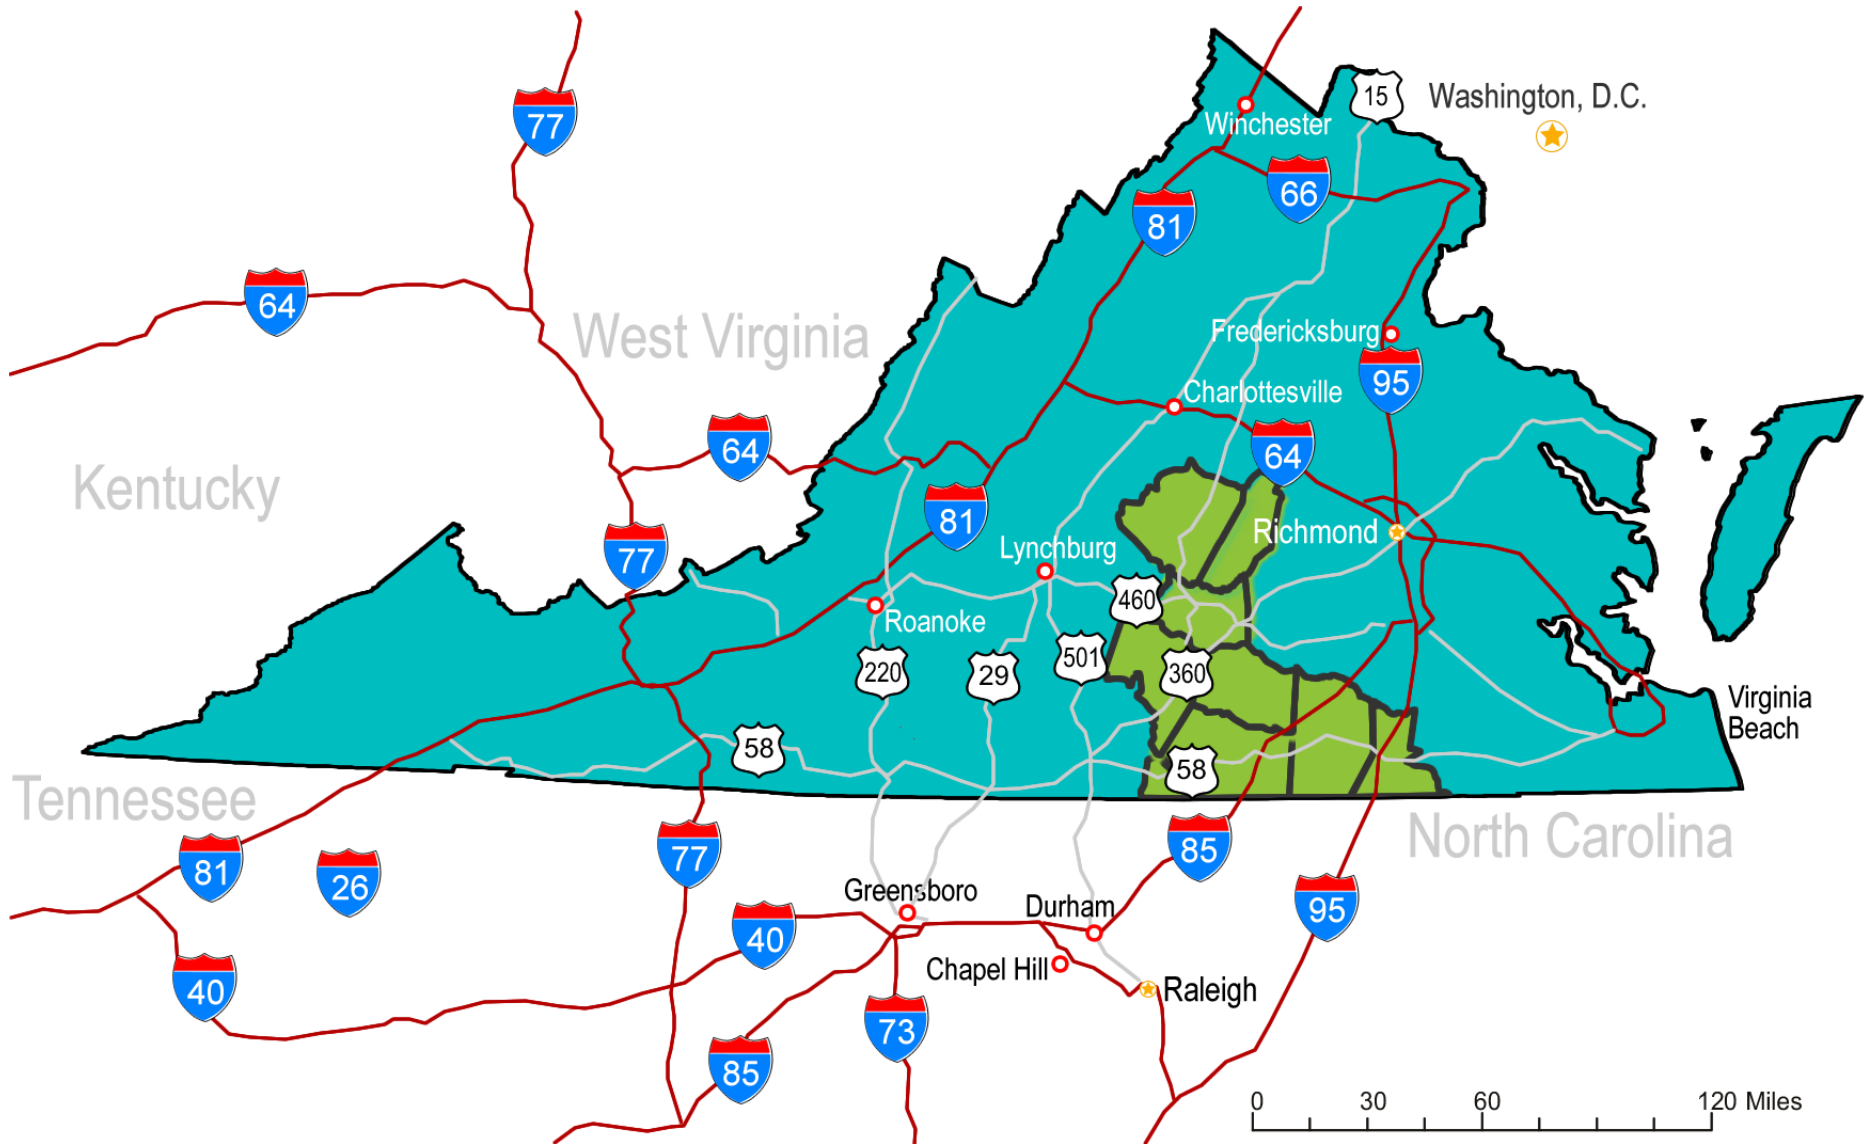 77
15
Washington, D.C.
Winchester
66
81
64
West Virginia
Fredericksburg
95
Charlottesville
64
64
Kentucky
81
Richmond
77
Lynchburg
460
Roanoke
220
29
501
360
Virginia
Beach
58
58
Tennessee
North Carolina
77
85
81
26
Greensboro
Durham
95
40
Chapel Hill
40
Raleigh
73
85
0 30 60 120 Miles